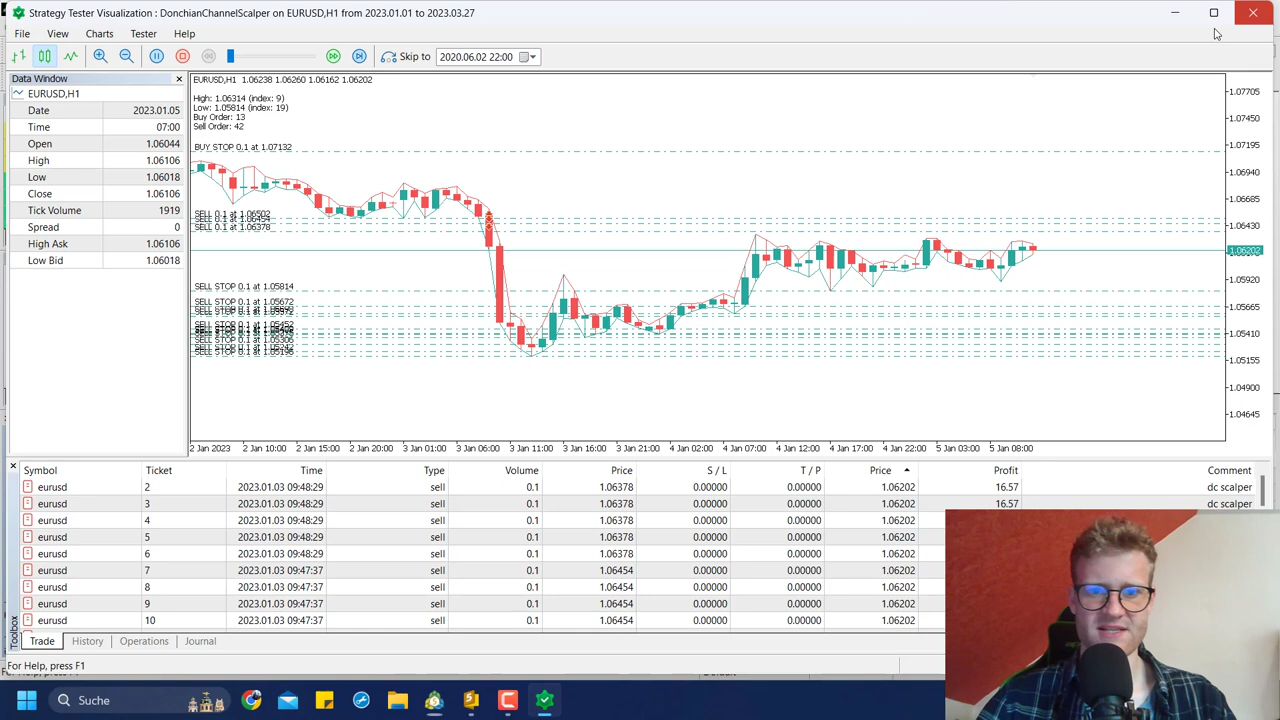 Strategy Tester Visualization : DonchianChannelScalper on EURUSD,H1 from 2023.01.01 to 2023.03.27
File View Charts Tester Help
Skip to 2020.06.02 22:00
Data Window
EURUSD,H1
Date 2023.01.05
Time 07:00
Open 1.06044
High 1.06106
Low 1.06018
Close 1.06106
Tick Volume 1919
Spread 0
High Ask 1.06106
Low Bid 1.06018
EURUSD,H1 1.06238 1.06260 1.06162 1.06202
High: 1.06314 (index: 9)
Low: 1.05814 (index: 19)
Buy Order: 13
Sell Order: 42
BUY STOP 0.1 at 1.07132
SELL 0.1 at 1.06378
SELL STOP 0.1 at 1.05814
SELL STOP 0.1 at 1.05672
1.07705
1.07450
1.07195
1.06940
1.06685
1.06430
1.06202
1.05920
1.05665
1.05410
1.05155
1.04900
1.04645
2 Jan 2023 2 Jan 10:00 2 Jan 15:00 2 Jan 20:00 3 Jan 01:00 3 Jan 06:00 3 Jan 11:00 3 Jan 16:00 3 Jan 21:00 4 Jan 02:00 4 Jan 07:00 4 Jan 12:00 4 Jan 17:00 4 Jan 22:00 5 Jan 03:00 5 Jan 08:00
Symbol Ticket Time Type Volume Price S / L T / P Price Profit Comment
eurusd 2 2023.01.03 09:48:29 sell 0.1 1.06378 0.00000 0.00000 1.06202 16.57 dc scalper
eurusd 3 2023.01.03 09:48:29 sell 0.1 1.06378 0.00000 0.00000 1.06202 16.57 dc scalper
eurusd 4 2023.01.03 09:48:29 sell 0.1 1.06378 0.00000 0.00000 1.06202
eurusd 5 2023.01.03 09:48:29 sell 0.1 1.06378 0.00000 0.00000 1.06202
eurusd 6 2023.01.03 09:48:29 sell 0.1 1.06378 0.00000 0.00000 1.06202
eurusd 7 2023.01.03 09:47:37 sell 0.1 1.06454 0.00000 0.00000 1.06202
eurusd 8 2023.01.03 09:47:37 sell 0.1 1.06454 0.00000 0.00000 1.06202
eurusd 9 2023.01.03 09:47:37 sell 0.1 1.06454 0.00000 0.00000 1.06202
eurusd 10 2023.01.03 09:47:37 sell 0.1 1.06454 0.00000 0.00000 1.06202
Toolbox
Trade History Operations Journal
For Help, press F1
Suche